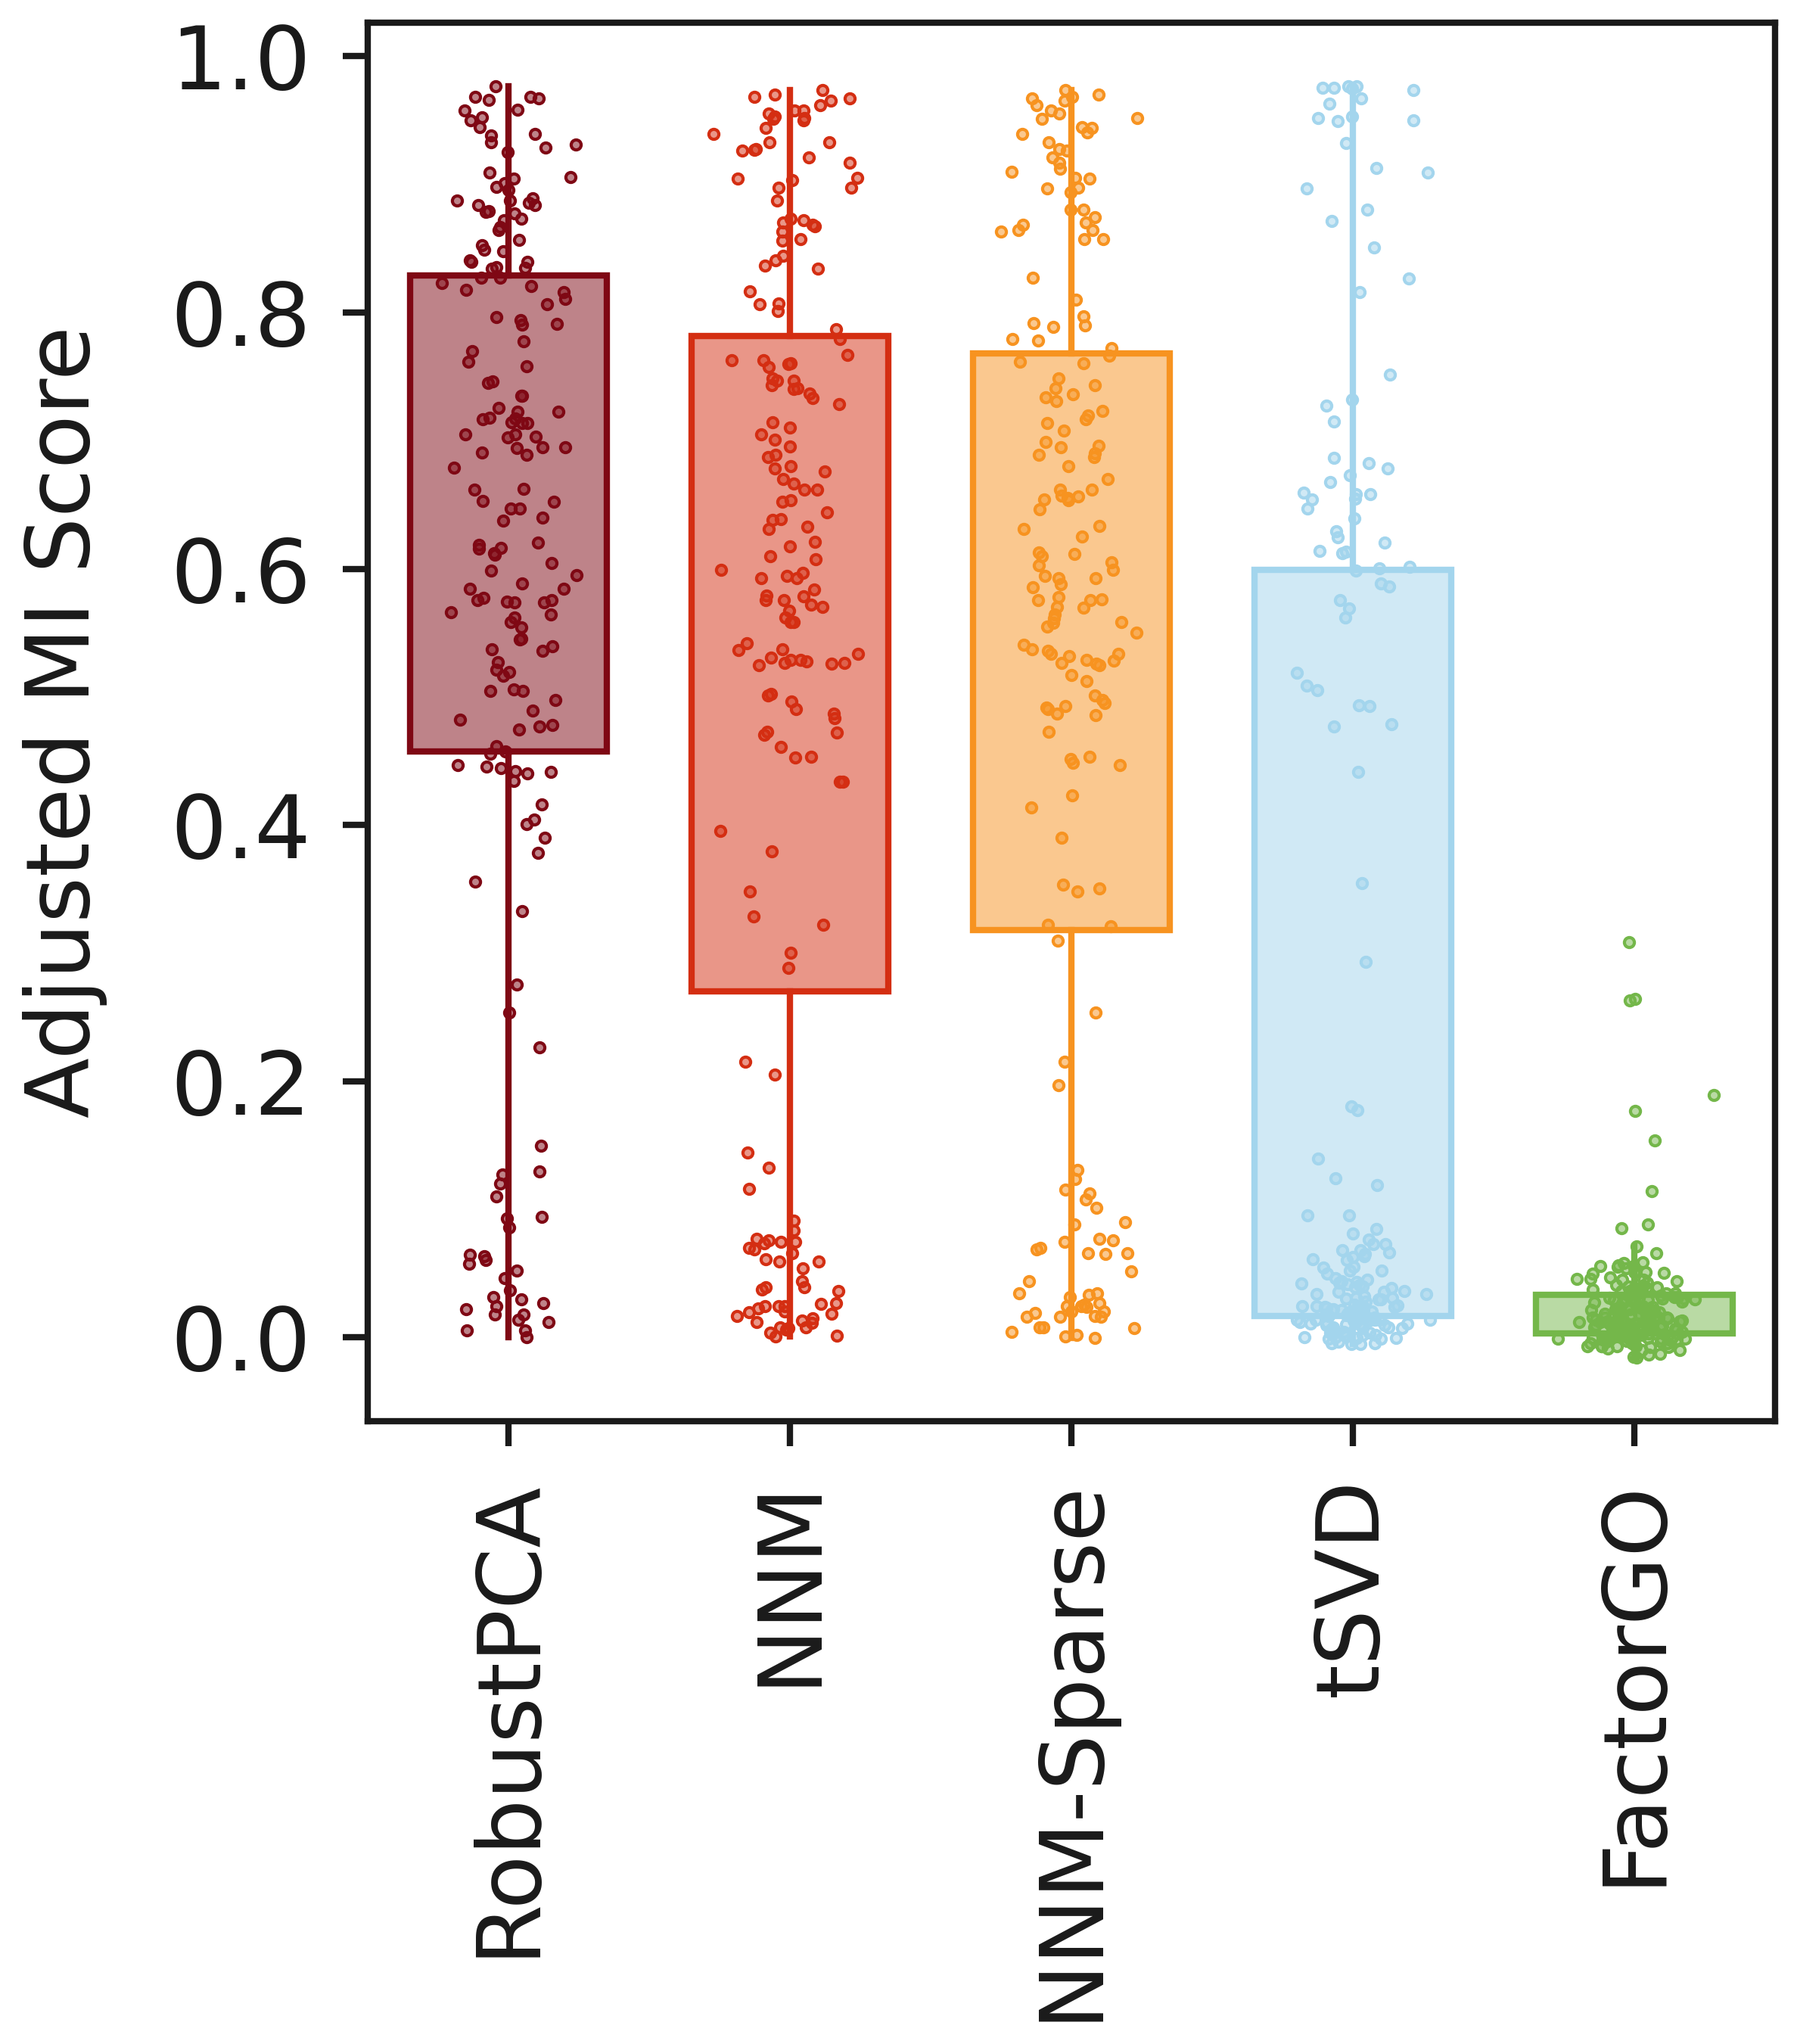 Adjusted MI Score
1.0
0.8
0.6
0.4
0.2
0.0
RobustPCA
NNM
NNM-Sparse
tSVD
FactorGO